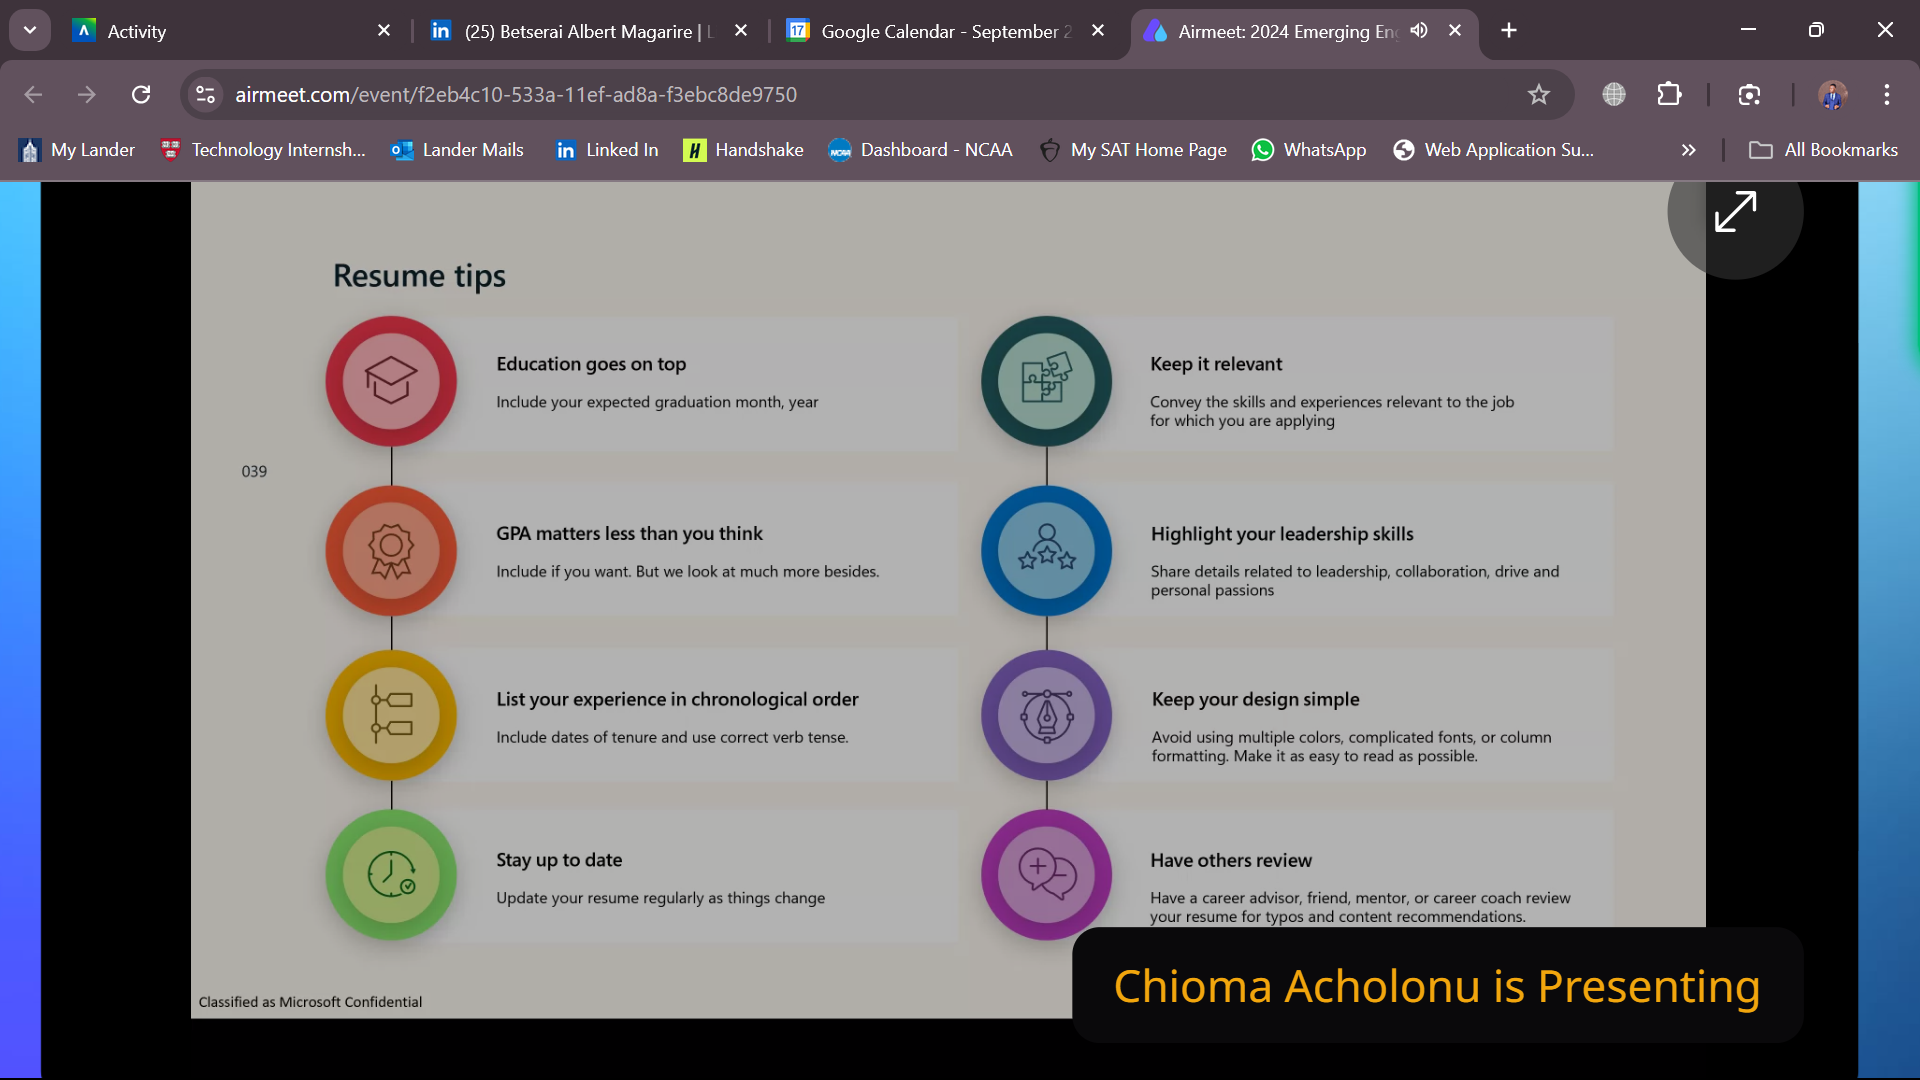 Activity
(25) Betserai Albert Magarire | L
Google Calendar - September 2
Airmeet: 2024 Emerging En
airmeet.com/event/f2eb4c10-533a-11ef-ad8a-f3ebc8de9750
My Lander
Technology Internsh...
Lander Mails
Linked In
Handshake
Dashboard - NCAA
My SAT Home Page
WhatsApp
Web Application Su...
All Bookmarks
Resume tips
Education goes on top
Include your expected graduation month, year
Keep it relevant
Convey the skills and experiences relevant to the job
for which you are applying
039
GPA matters less than you think
Include if you want. But we look at much more besides.
Highlight your leadership skills
Share details related to leadership, collaboration, drive and
personal passions
List your experience in chronological order
Include dates of tenure and use correct verb tense.
Keep your design simple
Avoid using multiple colors, complicated fonts, or column
formatting. Make it as easy to read as possible.
Stay up to date
Update your resume regularly as things change
Have others review
Have a career advisor, friend, mentor, or career coach review
your resume for typos and content recommendations.
Chioma Acholonu is Presenting
Classified as Microsoft Confidential